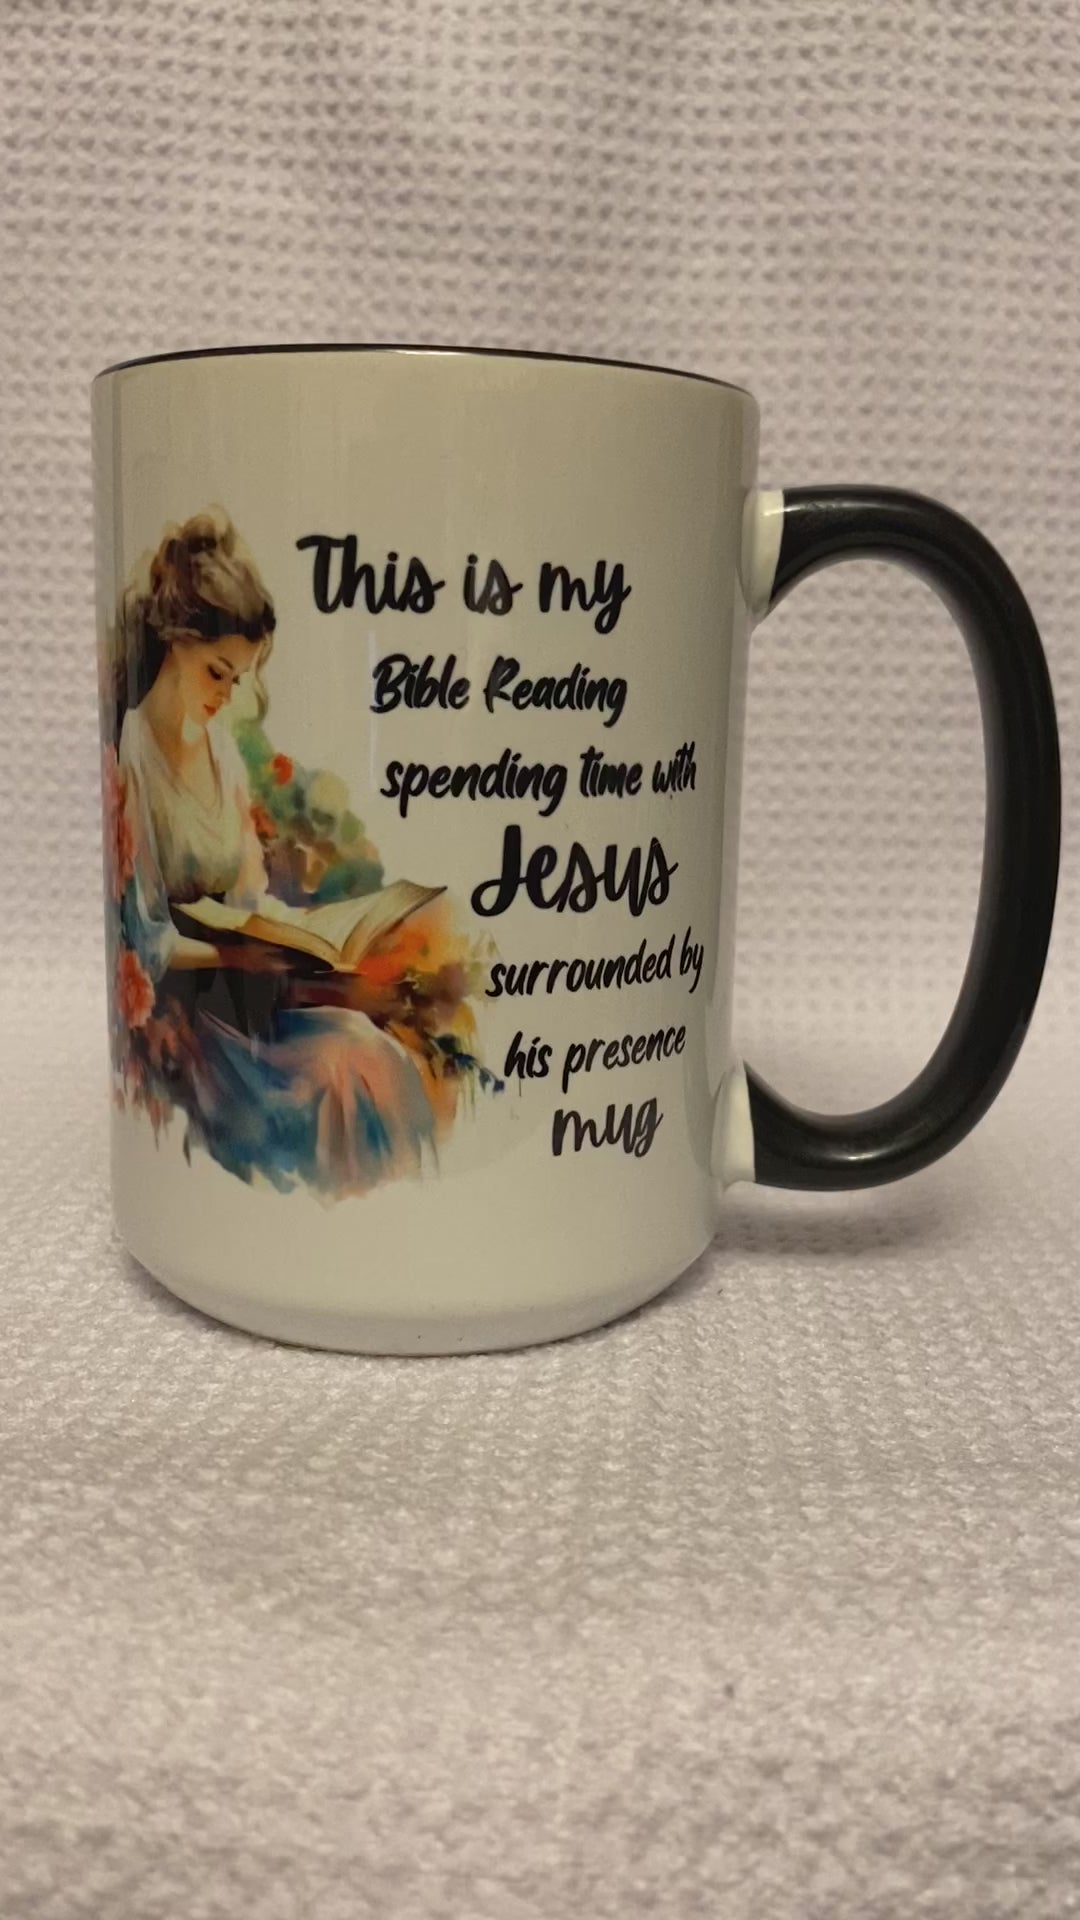 This is my
Bible Reading
spending time with
Jesus
surrounded by
his presence
mug